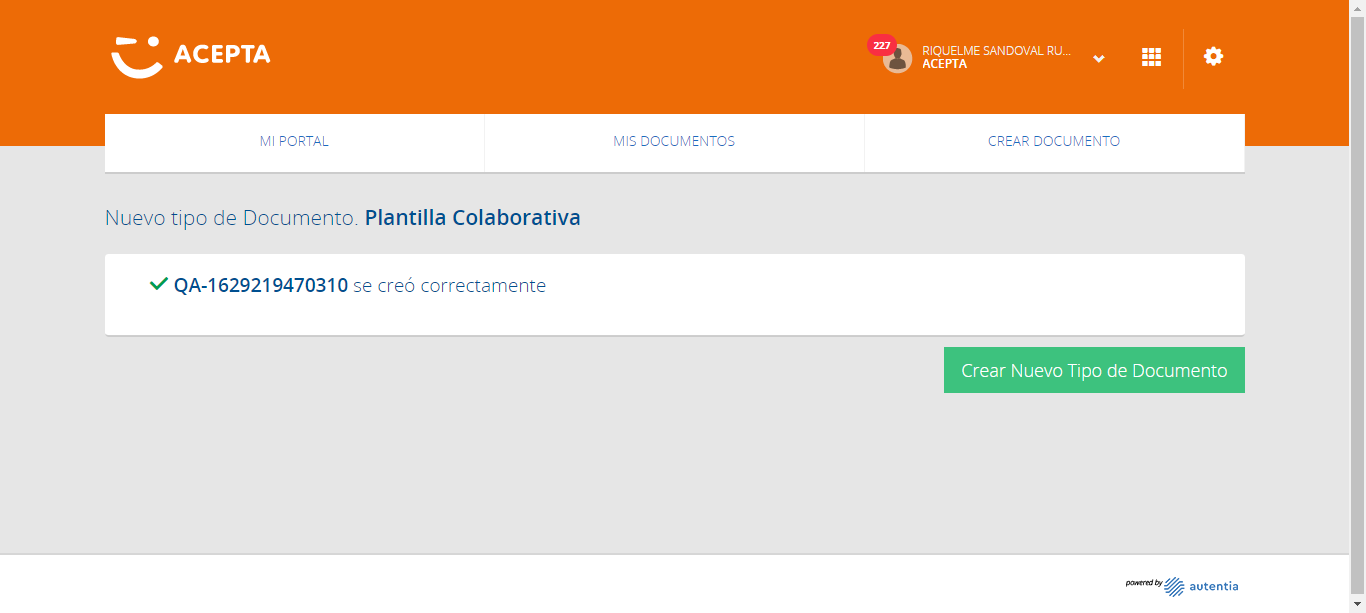 ACEPTA
227
RIQUELME SANDOVAL RU...
ACEPTA
MI PORTAL
MIS DOCUMENTOS
CREAR DOCUMENTO
Nuevo tipo de Documento. Plantilla Colaborativa
QA-1629219470310 se creó correctamente
Crear Nuevo Tipo de Documento
powered by autentia